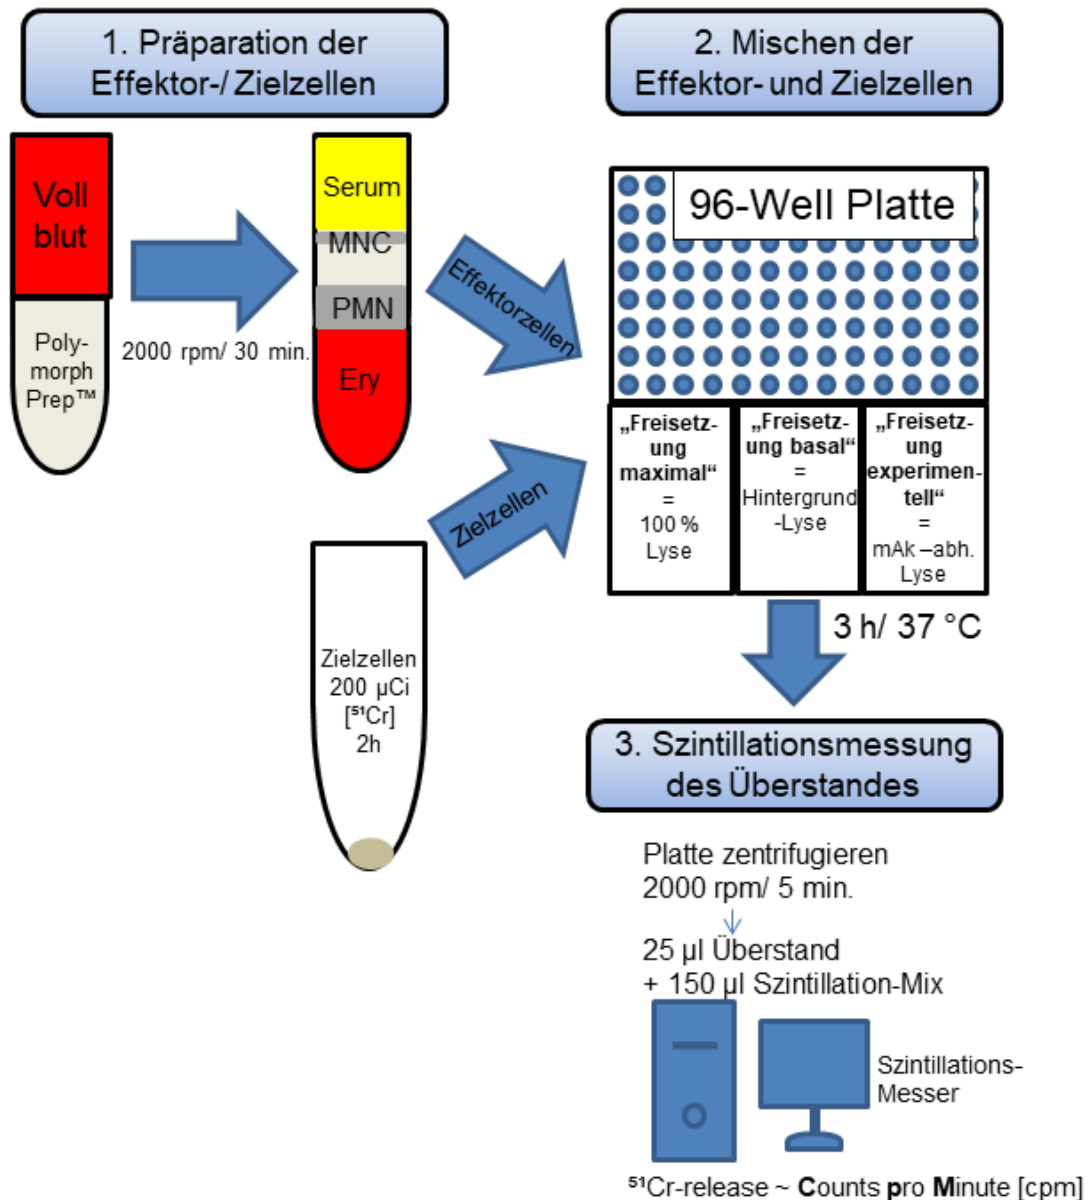 1. Präparation der
Effektor-/ Zielzellen
2. Mischen der
Effektor- und Zielzellen
Voll
blut
Poly-
morph
Prep™
2000 rpm/ 30 min.
Serum
MNC
PMN
Ery
Effektorzellen
Zielzellen
Zielzellen
200 µCi
[⁵¹Cr]
2h
96-Well Platte
„Freisetz-
ung
maximal“
=
100 %
Lyse
„Freisetz-
ung basal“
=
Hintergrund
-Lyse
„Freisetz-
ung
experimen-
tell“
=
mAk –abh.
Lyse
3 h/ 37 °C
3. Szintillationsmessung
des Überstandes
Platte zentrifugieren
2000 rpm/ 5 min.
25 µl Überstand
+ 150 µl Szintillation-Mix
Szintillations-
Messer
⁵¹Cr-release ~ Counts pro Minute [cpm]